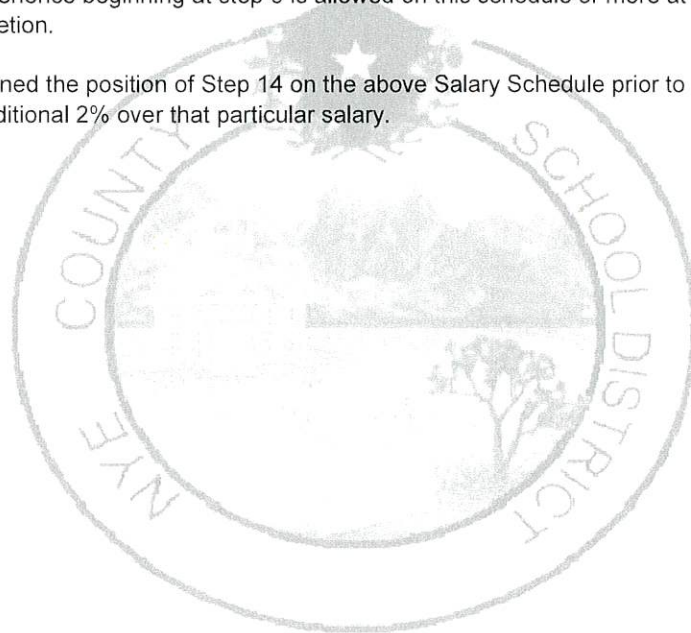 beginning at step is allowed on this schedule or more at
etion.
ned the position of Step 14 on the above Salary Schedule prior to
ditional 2% over that particular salary.
NYE COUNTY SCHOOL DISTRICT